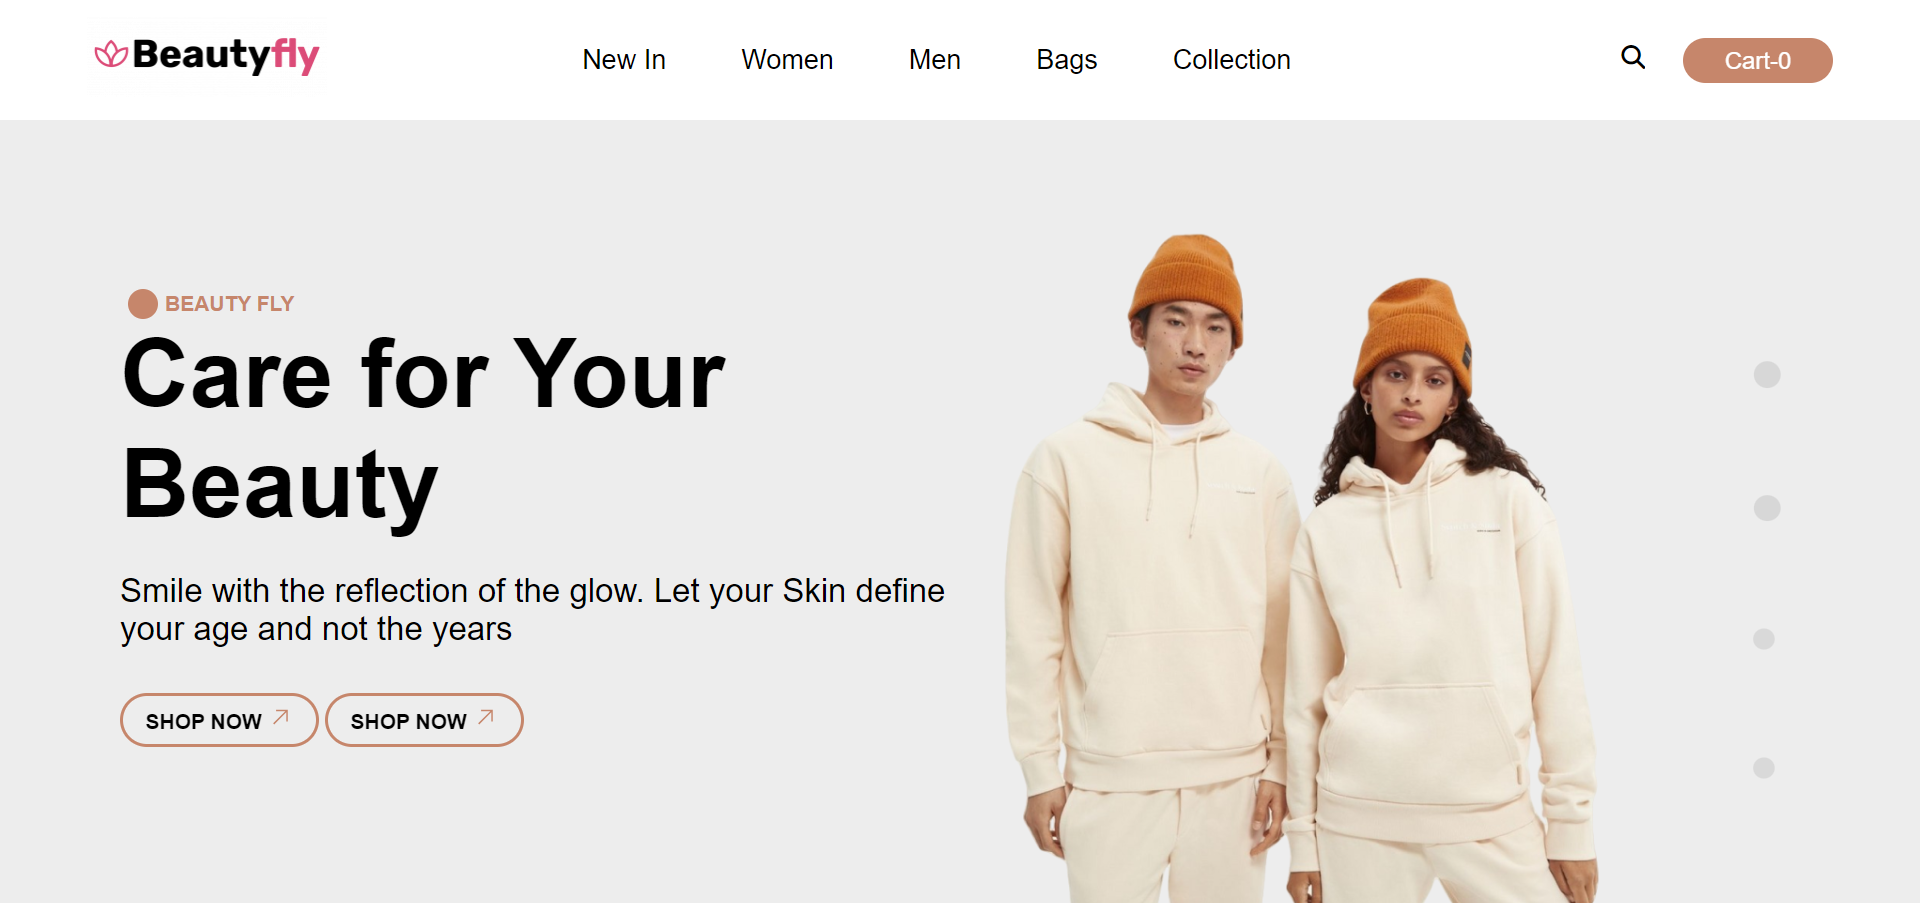 Beautyfly
New In
Women
Men
Bags
Collection
Cart-0
BEAUTY FLY
Care for Your
Beauty
Smile with the reflection of the glow. Let your Skin define
your age and not the years
SHOP NOW
SHOP NOW